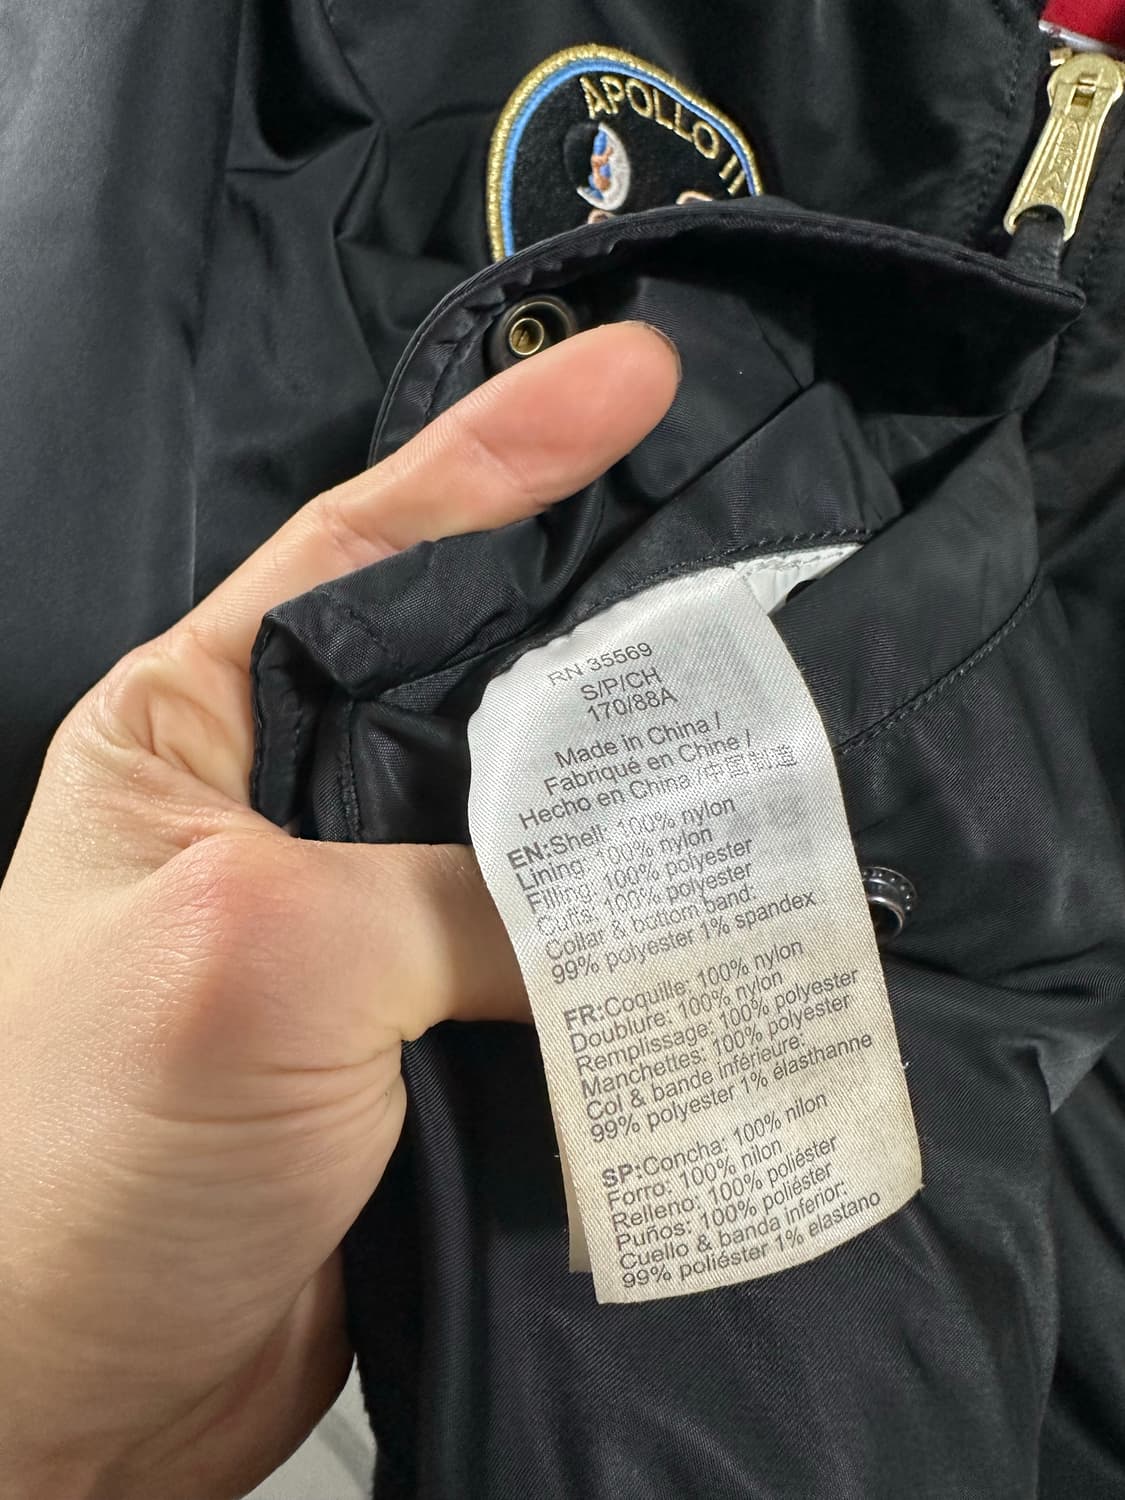 APOLLO 11
RN 35569
S/P/CH
170/88A
Made in China /
Fabriqué en Chine /
Hecho en China /中国制造
EN:Shell: 100% nylon
Lining: 100% nylon
Filling: 100% polyester
Cuffs: 100% polyester
Collar & bottom band:
99% polyester 1% spandex
FR:Coquille: 100% nylon
Doublure: 100% nylon
Remplissage: 100% polyester
Manchettes: 100% polyester
Col & bande inférieure:
99% polyester 1% élasthanne
SP:Concha: 100% nilon
Forro: 100% nilon
Relleno: 100% poliéster
Puños: 100% poliéster
Cuello & banda inferior:
99% poliéster 1% elastano